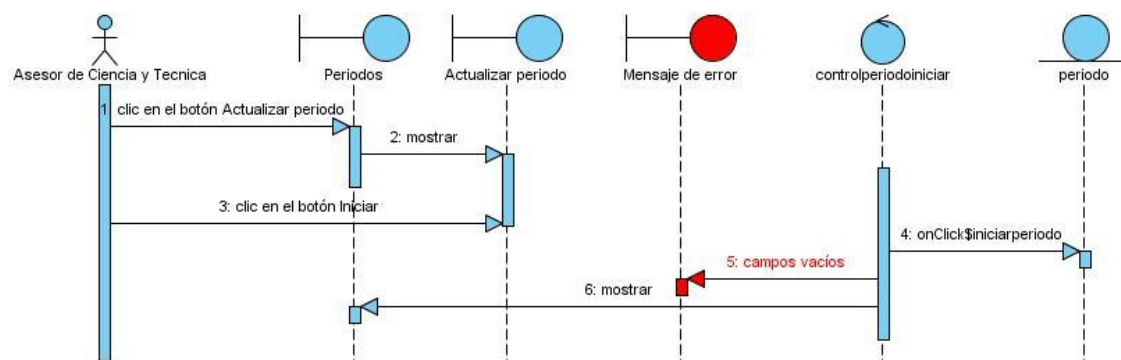 Asesor de Ciencia y Tecnica
Periodos
Actualizar periodo
Mensaje de error
controlperiodoiniciar
periodo
1 clic en el botón Actualizar periodo
2: mostrar
3: clic en el botón Iniciar
4: onClick$iniciarperiodo
5: campos vacíos
6: mostrar